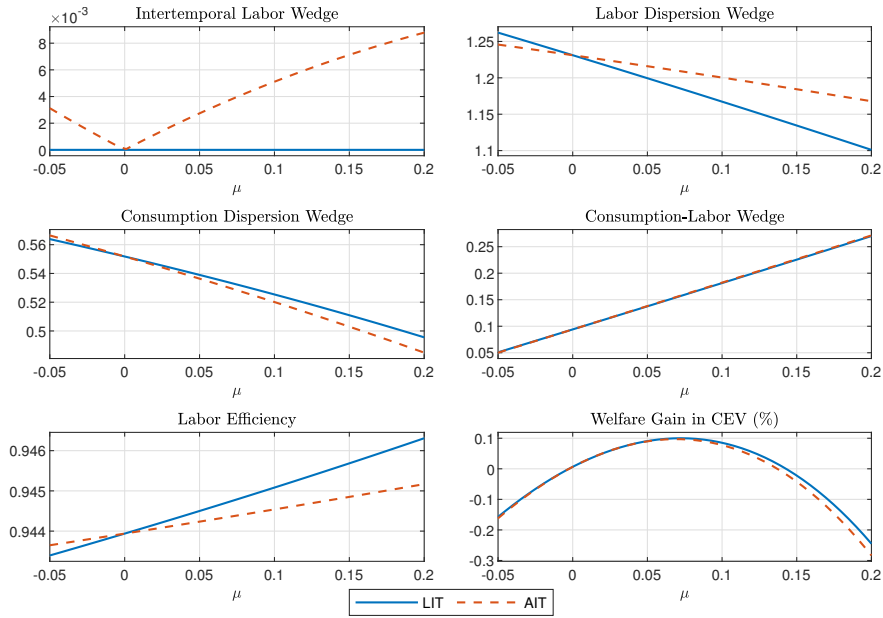 Intertemporal Labor Wedge
×10⁻³
8
6
4
2
0
-0.05 0 0.05 0.1 0.15 0.2
μ
Labor Dispersion Wedge
1.25
1.2
1.15
1.1
-0.05 0 0.05 0.1 0.15 0.2
μ
Consumption Dispersion Wedge
0.56
0.54
0.52
0.5
-0.05 0 0.05 0.1 0.15 0.2
μ
Consumption-Labor Wedge
0.25
0.2
0.15
0.1
0.05
-0.05 0 0.05 0.1 0.15 0.2
μ
Labor Efficiency
0.946
0.945
0.944
-0.05 0 0.05 0.1 0.15 0.2
μ
Welfare Gain in CEV (%)
0.1
0
-0.1
-0.2
-0.3
-0.05 0 0.05 0.1 0.15 0.2
μ
LIT AIT